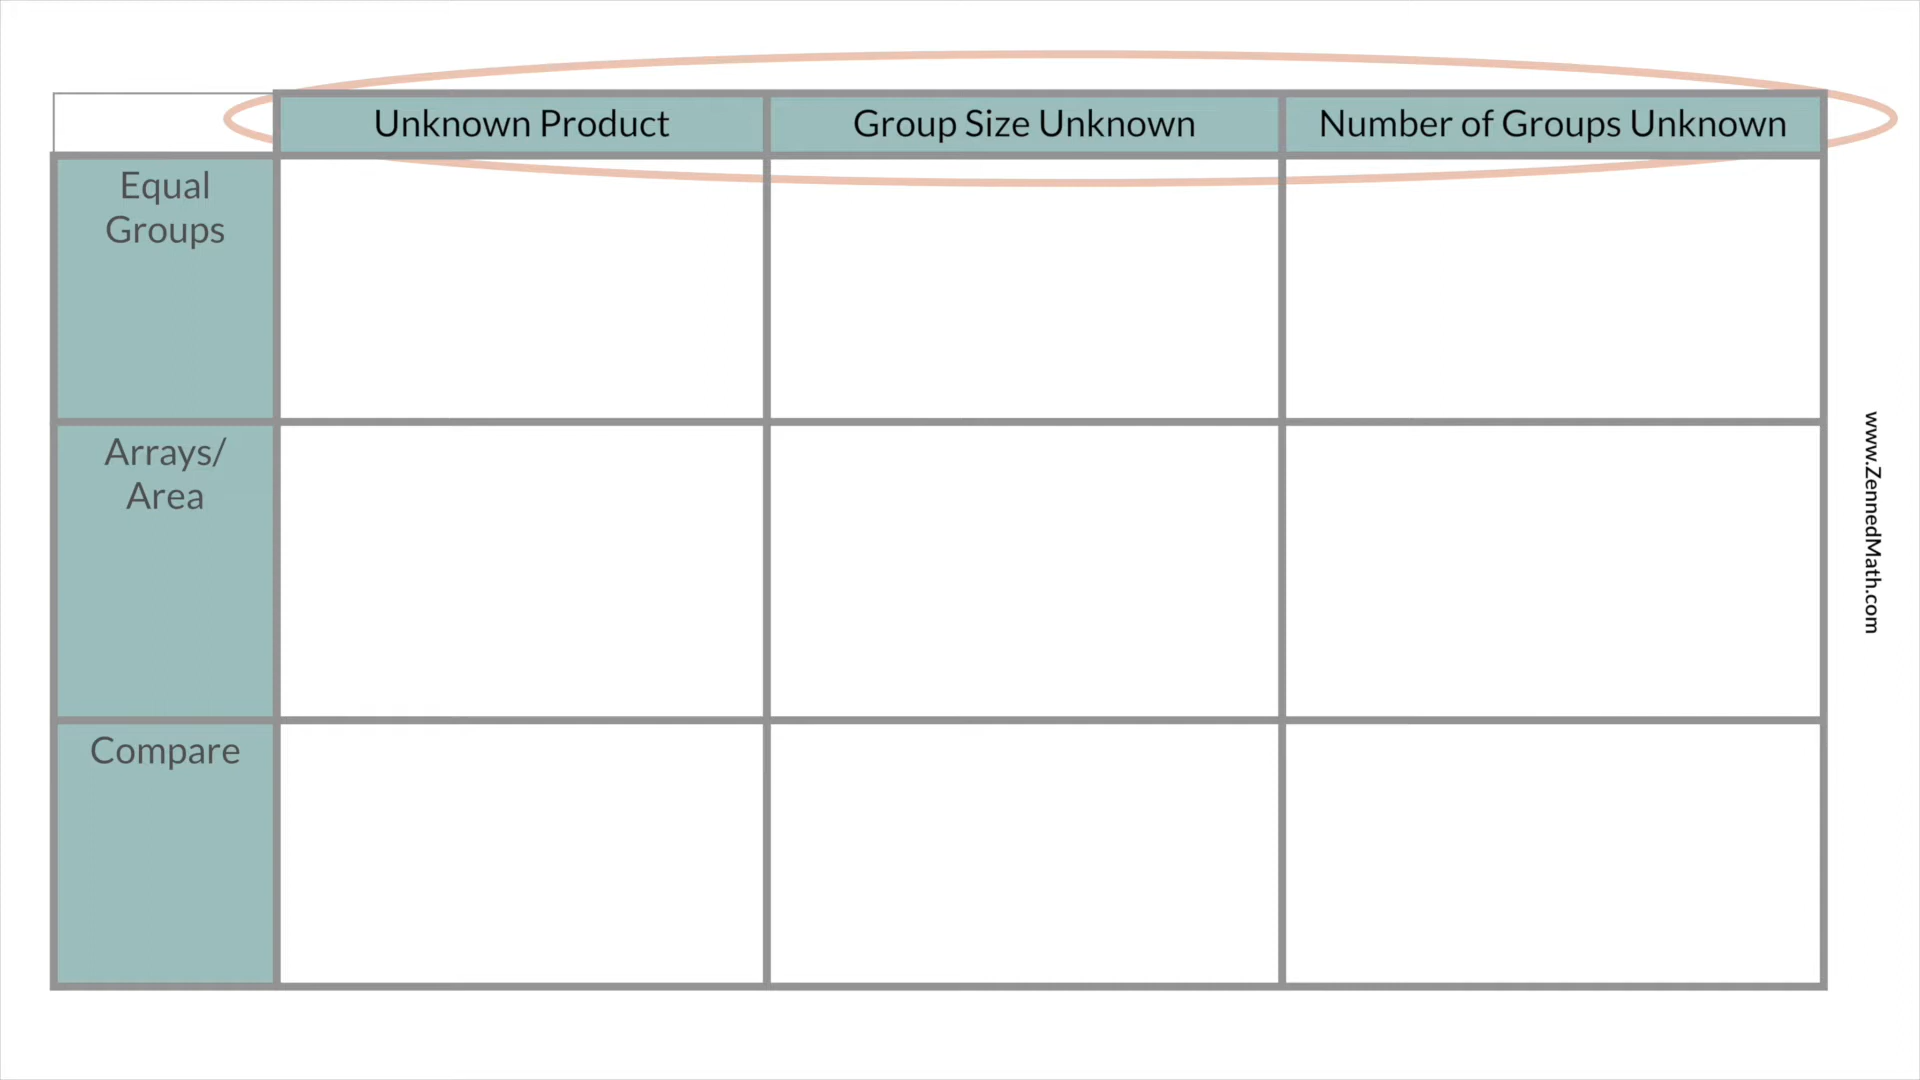 Unknown Product
Group Size Unknown
Number of Groups Unknown
Equal
Groups
Arrays/
Area
Compare
www.ZennedMath.com